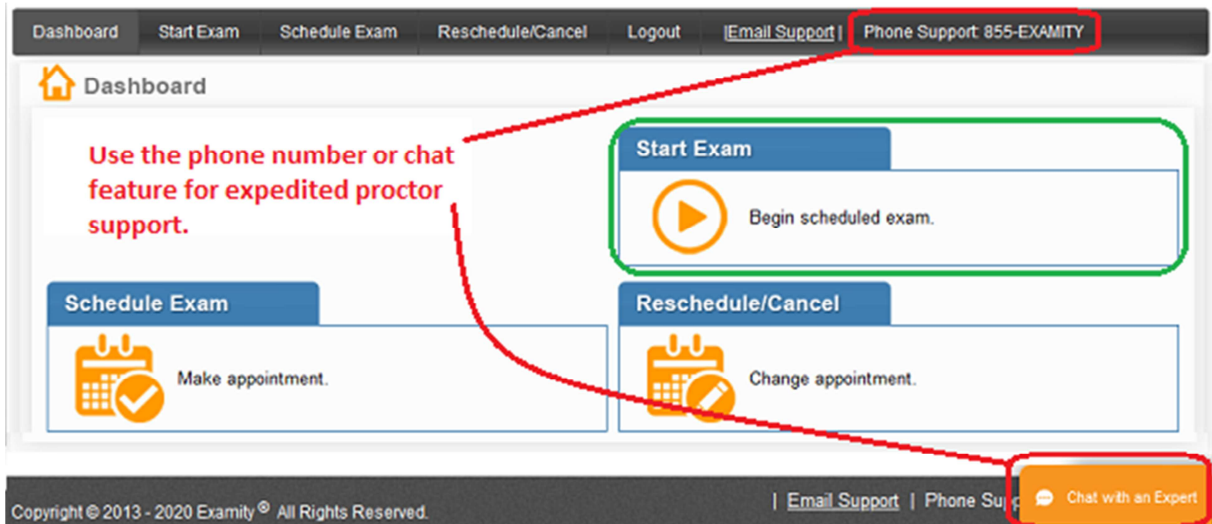 Dashboard Start Exam Schedule Exam Reschedule/Cancel Logout |Email Support| Phone Support: 855-EXAMITY
Dashboard
Use the phone number or chat
feature for expedited proctor
support.
Start Exam
Begin scheduled exam.
Schedule Exam
Make appointment.
Reschedule/Cancel
Change appointment.
Copyright © 2013 - 2020 Examity® All Rights Reserved.
| Email Support | Phone Sup
Chat with an Expert